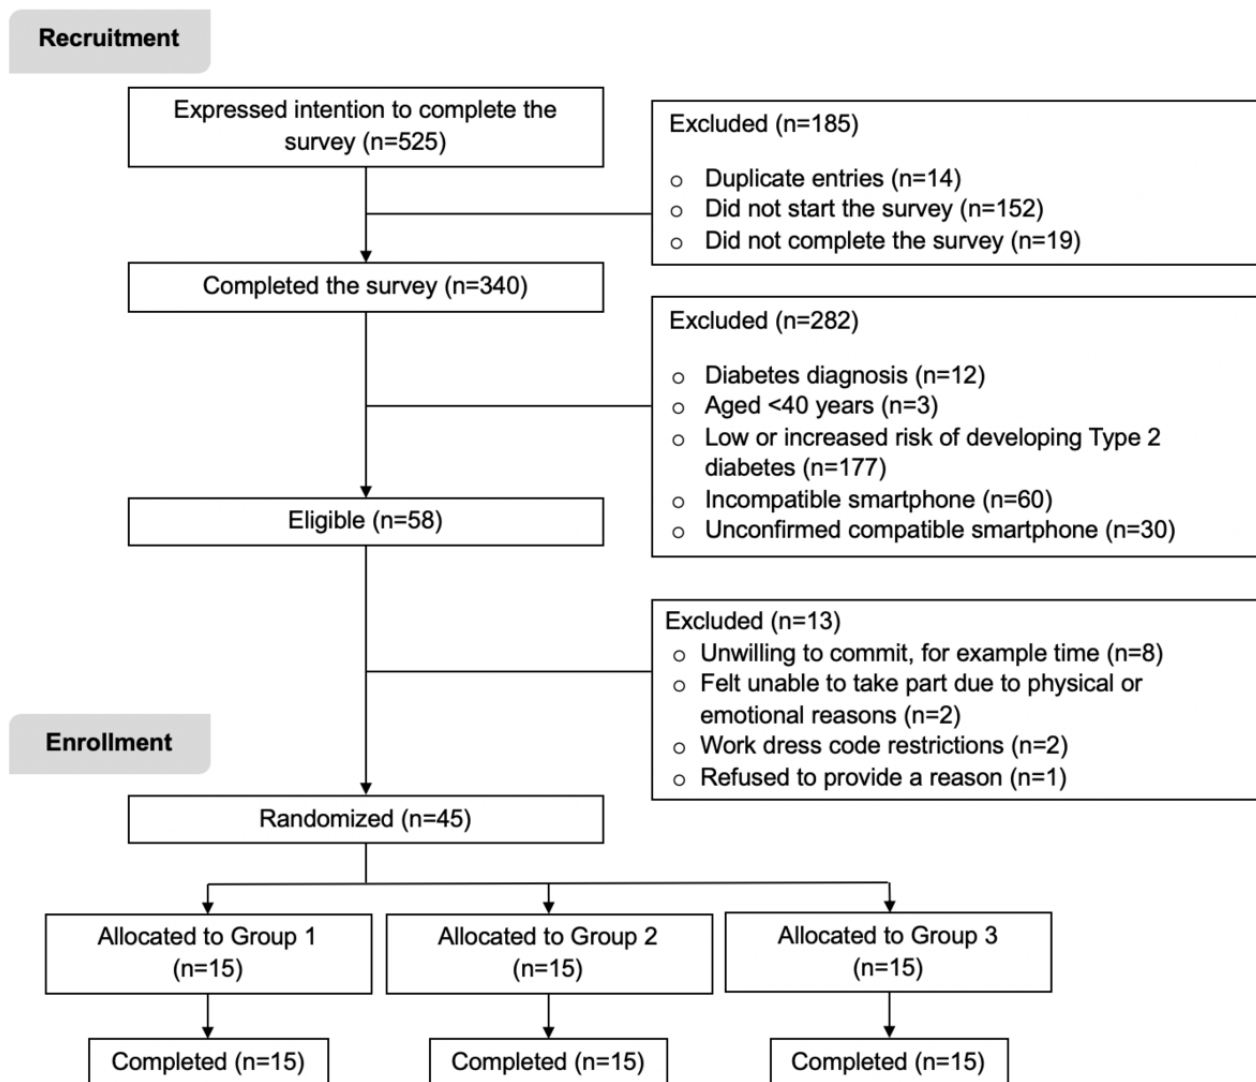 Recruitment
Expressed intention to complete the
survey (n=525)
Excluded (n=185)
o Duplicate entries (n=14)
o Did not start the survey (n=152)
o Did not complete the survey (n=19)
Completed the survey (n=340)
Excluded (n=282)
o Diabetes diagnosis (n=12)
o Aged <40 years (n=3)
o Low or increased risk of developing Type 2
diabetes (n=177)
o Incompatible smartphone (n=60)
o Unconfirmed compatible smartphone (n=30)
Eligible (n=58)
Excluded (n=13)
o Unwilling to commit, for example time (n=8)
o Felt unable to take part due to physical or
emotional reasons (n=2)
o Work dress code restrictions (n=2)
o Refused to provide a reason (n=1)
Enrollment
Randomized (n=45)
Allocated to Group 1
(n=15)
Allocated to Group 2
(n=15)
Allocated to Group 3
(n=15)
Completed (n=15)
Completed (n=15)
Completed (n=15)